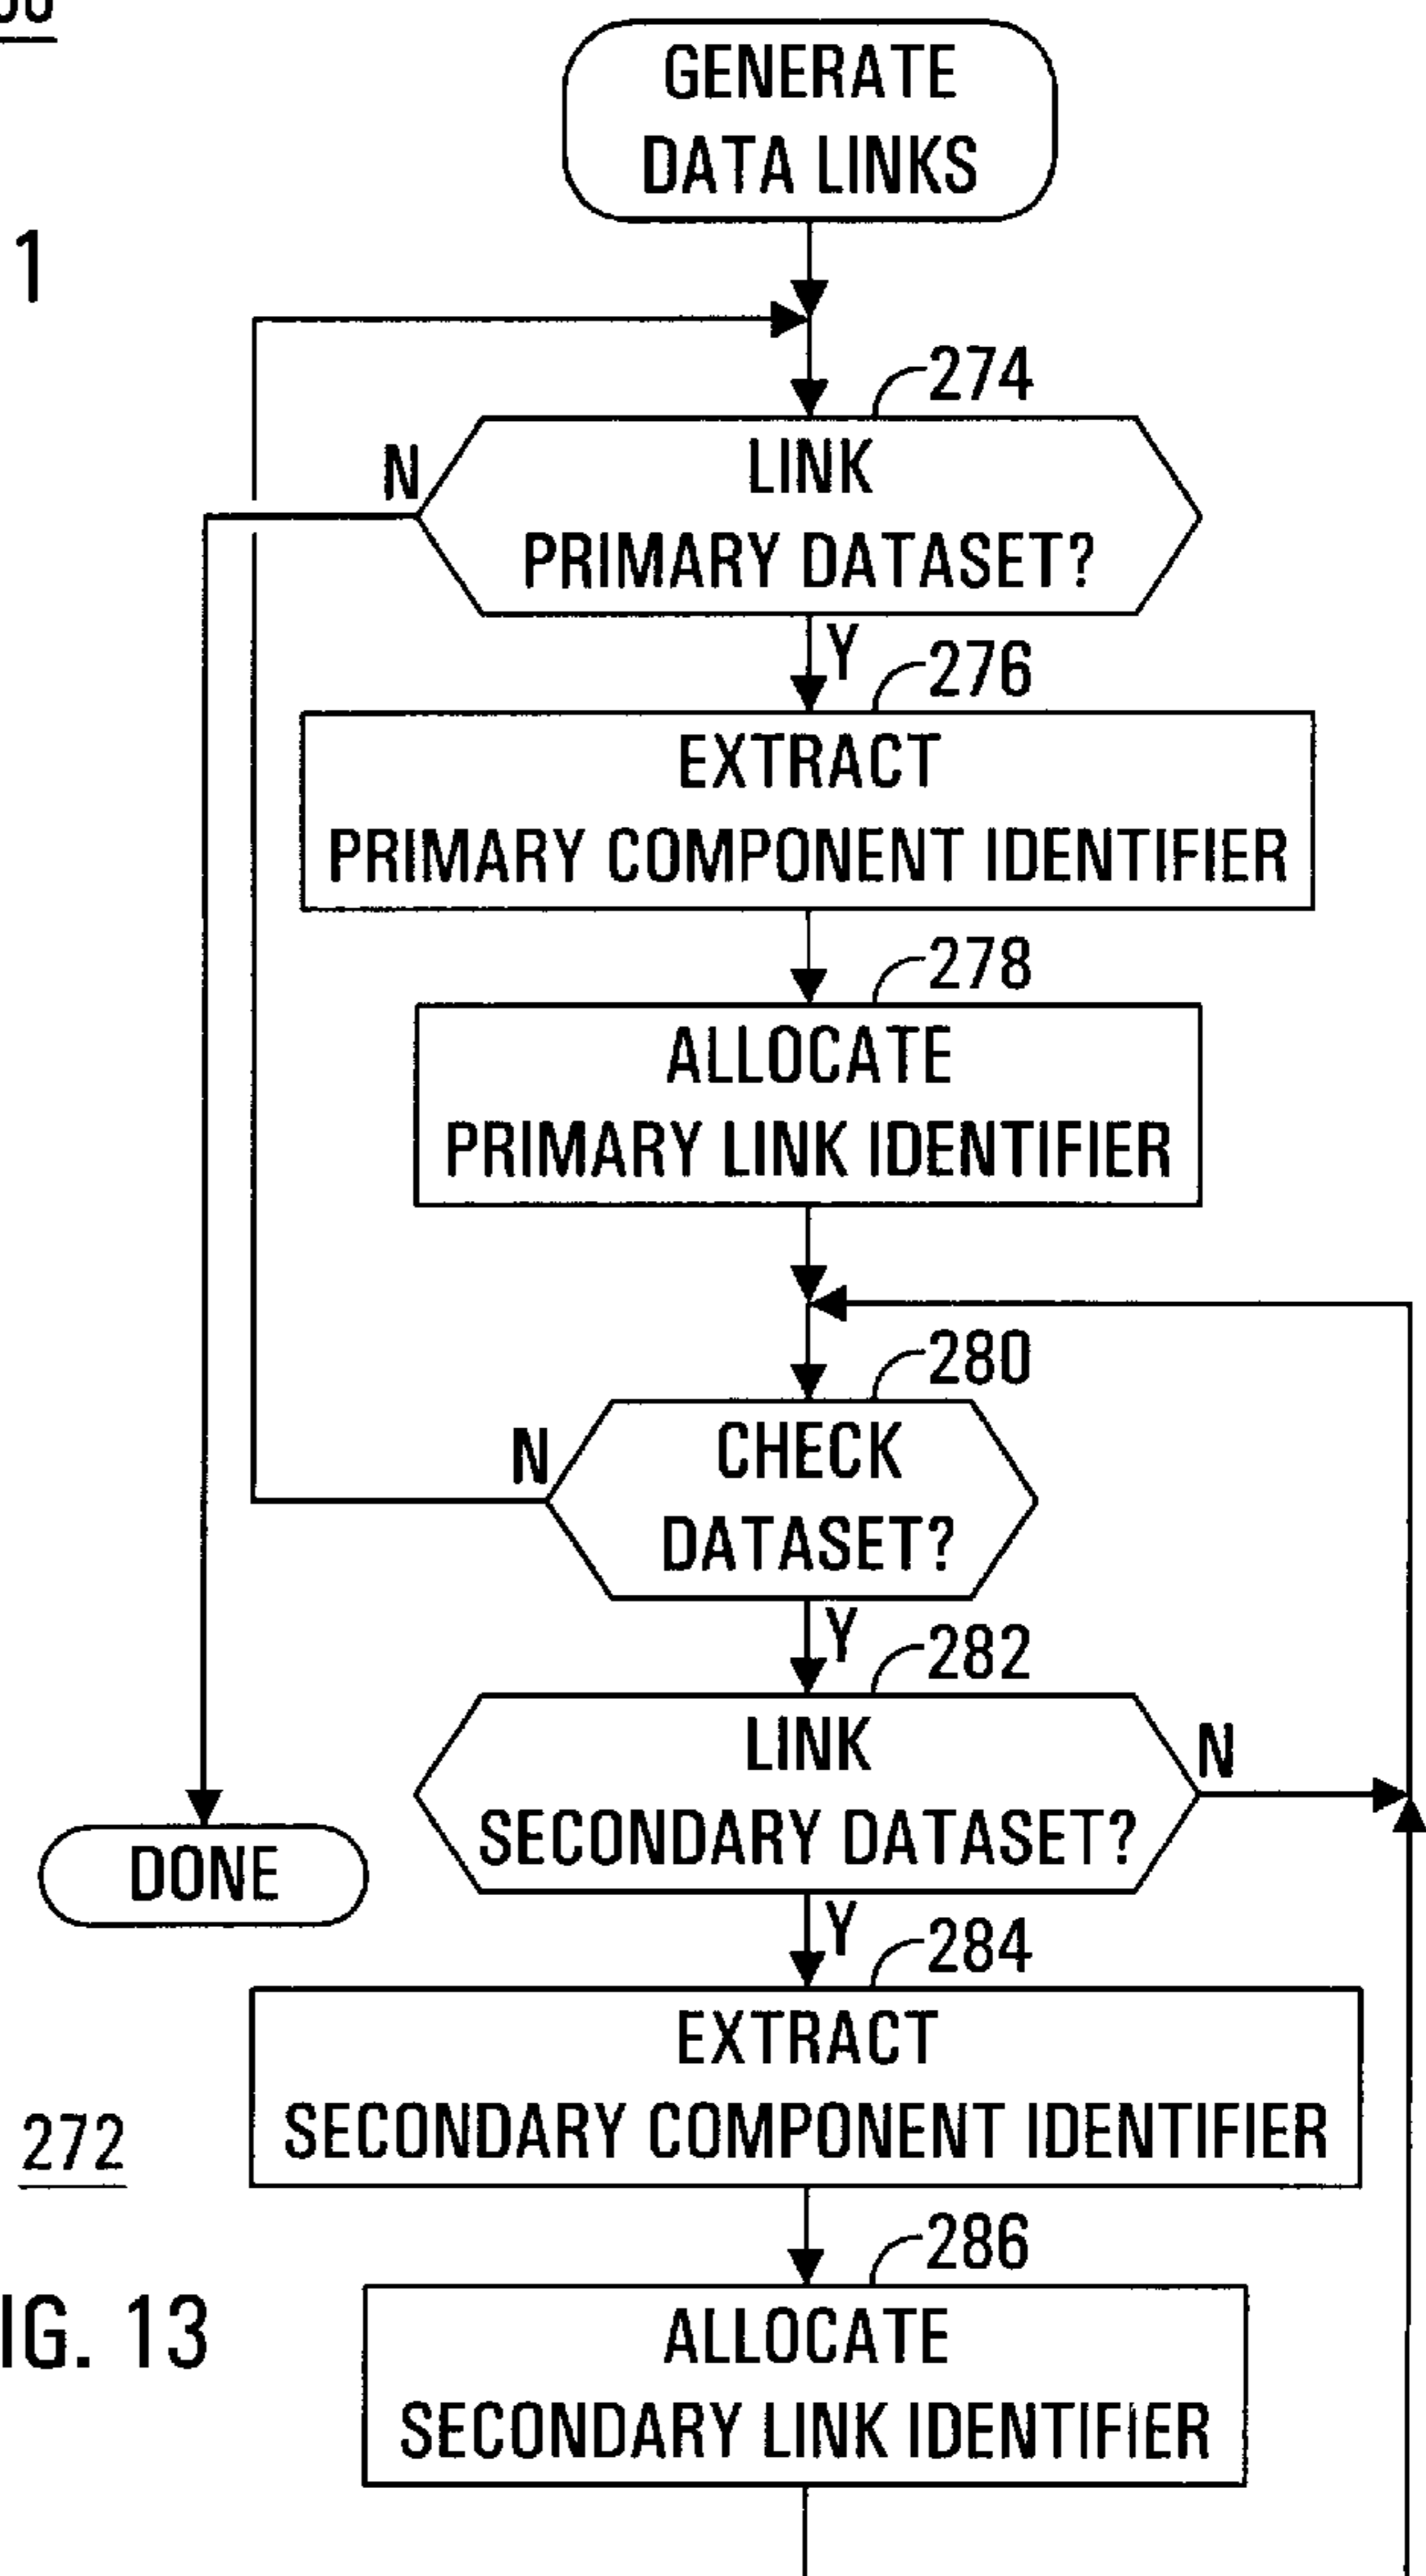 GENERATE
DATA LINKS
1
274
LINK
N
PRIMARY DATASET?
Y
276
EXTRACT
PRIMARY COMPONENT IDENTIFIER
278
ALLOCATE
PRIMARY LINK IDENTIFIER
280
CHECK
N
DATASET?
Y
282
LINK
N
SECONDARY DATASET?
DONE
Y
284
EXTRACT
SECONDARY COMPONENT IDENTIFIER
272
286
ALLOCATE
IG. 13
SECONDARY LINK IDENTIFIER